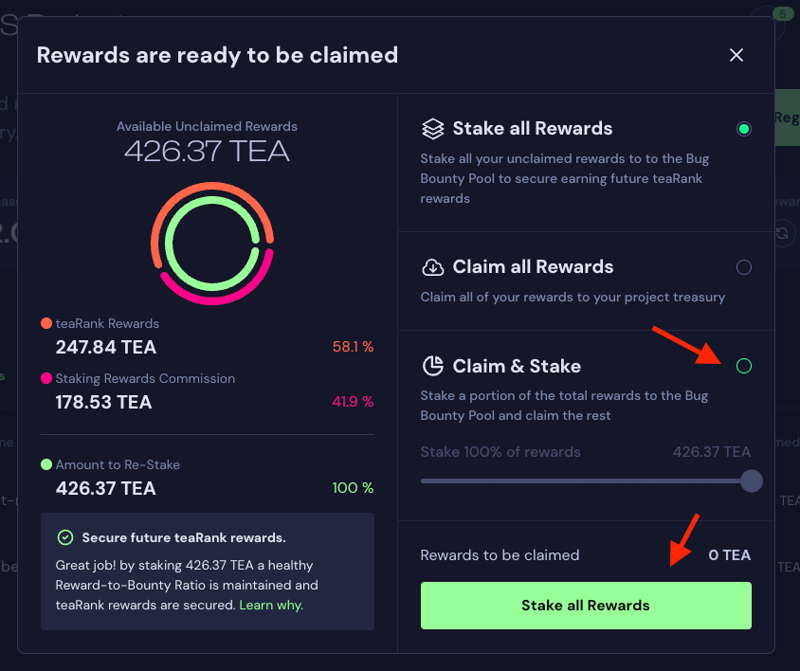 5
Rewards are ready to be claimed
Available Unclaimed Rewards
426.37 TEA
teaRank Rewards
247.84 TEA
58.1 %
Staking Rewards Commission
178.53 TEA
41.9 %
Amount to Re-Stake
426.37 TEA
100 %
Secure future teaRank rewards.
Great job! by staking 426.37 TEA a healthy
Reward-to-Bounty Ratio is maintained and
teaRank rewards are secured. Learn why.
Stake all Rewards
Stake all your unclaimed rewards to to the Bug
Bounty Pool to secure earning future teaRank
rewards
Claim all Rewards
Claim all of your rewards to your project treasury
Claim & Stake
Stake a portion of the total rewards to the Bug
Bounty Pool and claim the rest
Stake 100% of rewards
426.37 TEA
Rewards to be claimed
0 TEA
Stake all Rewards